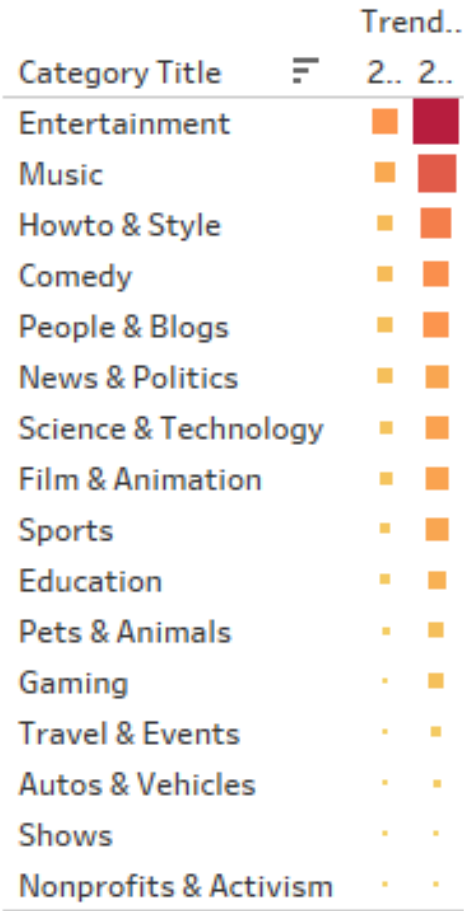 Trend..
Category Title 2.. 2..
Entertainment
Music
Howto & Style
Comedy
People & Blogs
News & Politics
Science & Technology
Film & Animation
Sports
Education
Pets & Animals
Gaming
Travel & Events
Autos & Vehicles
Shows
Nonprofits & Activism